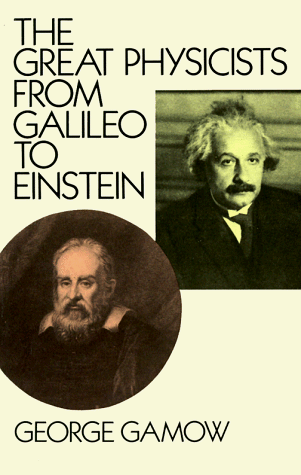 THE
GREAT PHYSICISTS
FROM
GALILEO
TO
EINSTEIN
GEORGE GAMOW